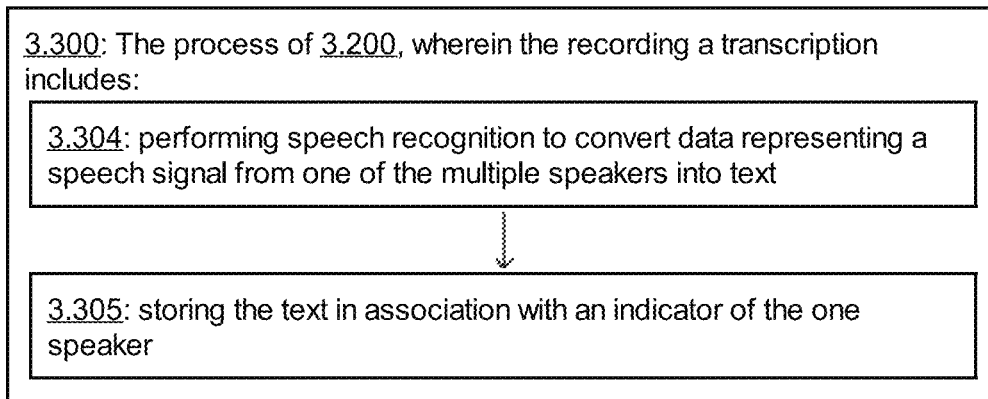 3.300: The process of 3.200, wherein the recording a transcription
includes:
3.304: performing speech recognition to convert data representing a
speech signal from one of the multiple speakers into text
3.305: storing the text in association with an indicator of the one
speaker